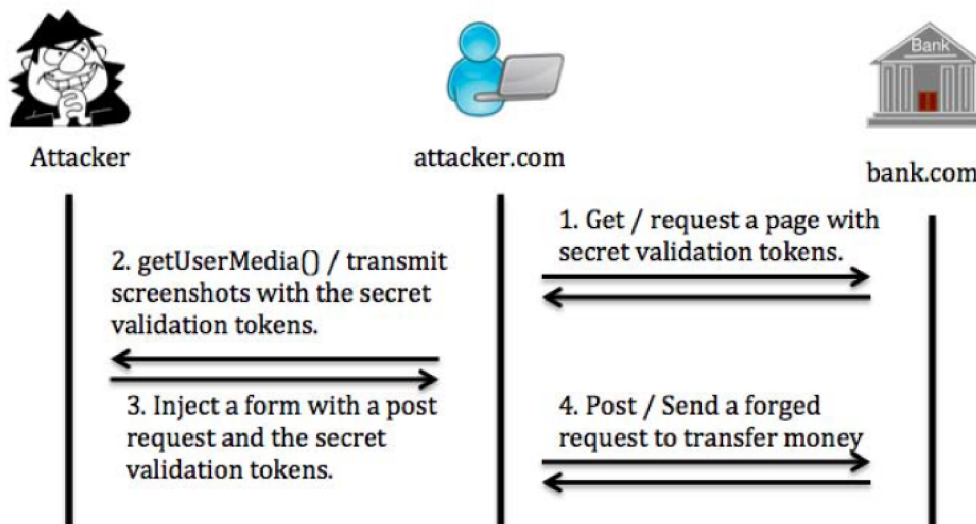 Bank
Attacker
attacker.com
bank.com
1. Get / request a page with
secret validation tokens.
2. getUserMedia() / transmit
screenshots with the secret
validation tokens.
3. Inject a form with a post
request and the secret
validation tokens.
4. Post / Send a forged
request to transfer money